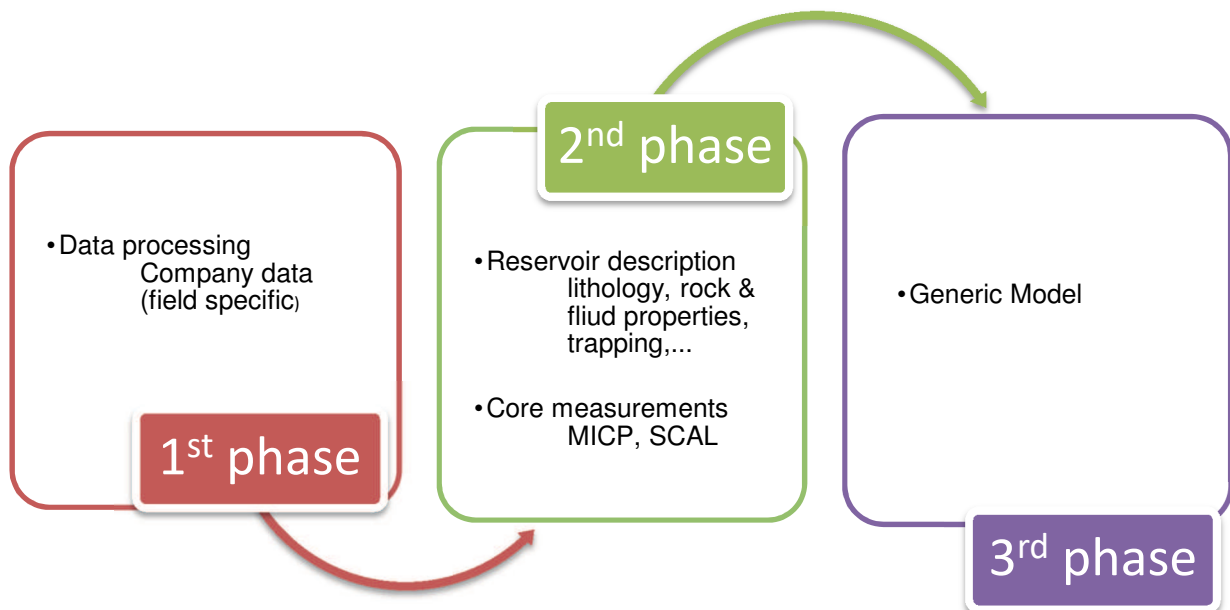 •Data processing
Company data
(field specific)
1st phase
2nd phase
•Reservoir description
lithology, rock &
fliud properties,
trapping,...
•Core measurements
MICP, SCAL
•Generic Model
3rd phase